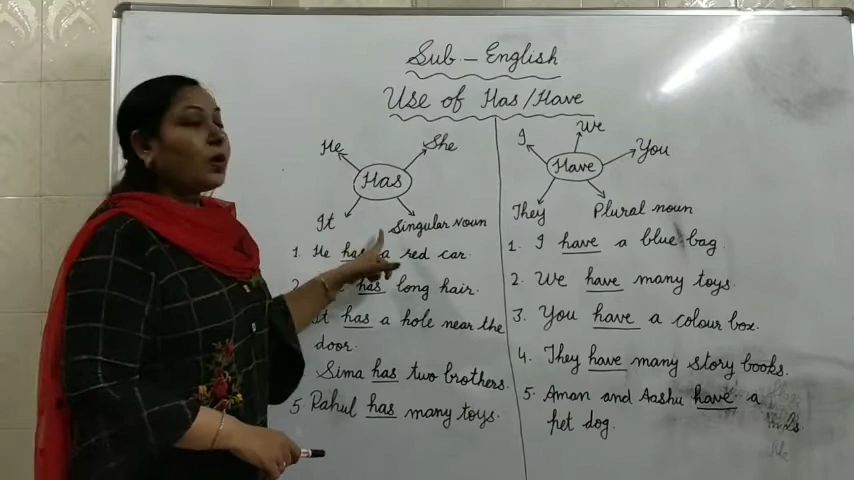 Sub - English
Use of Has/Have
He
She
Has
It
Singular Noun
1. He has a red car.
2. has long hair.
It has a hole near the
door.
Sima has two brothers.
5. Rahul has many toys.
I
We
You
Have
They
Plural noun
1. I have a blue bag.
2. We have many toys.
3. You have a colour box.
4. They have many story books.
5. Aman and Aashu have a
pet dog.